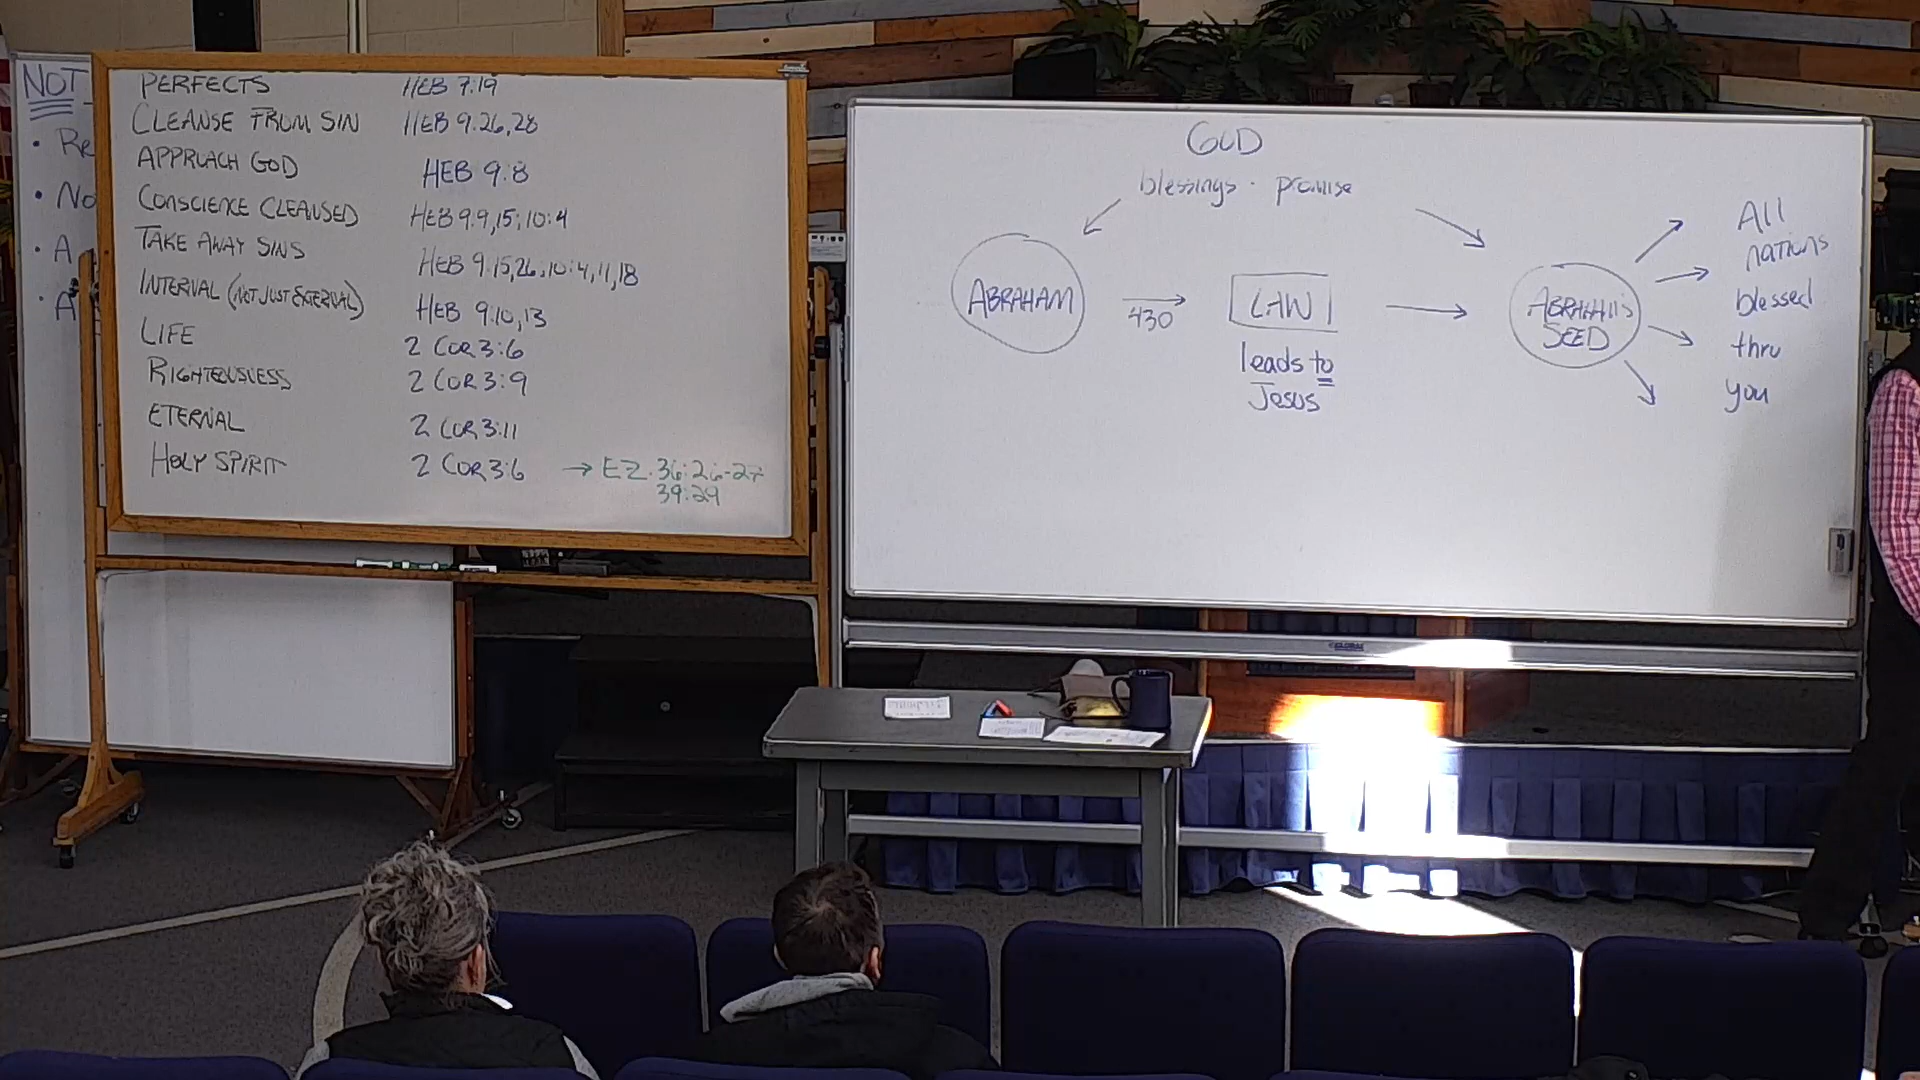 NOT
• Re
• No
• A
• A
PERFECTS HEB 7:19
CLEANSE FROM SIN HEB 9:26,28
APPROACH GOD HEB 9:8
CONSCIENCE CLEANSED HEB 9:9,15; 10:4
TAKE AWAY SINS HEB 9:15,26; 10:4,11,18
INTERNAL (NOT JUST EXTERNAL) HEB 9:10,13
LIFE 2 COR 3:6
RIGHTEOUSNESS 2 COR 3:9
ETERNAL 2 COR 3:11
HOLY SPIRIT 2 COR 3:6 → EZ. 36:26-27
39:29
GOD
blessings · promise
ABRAHAM
430
LAW
leads to
Jesus
ABRAHAM'S
SEED
All
nations
blessed
thru
you
GLOBAL